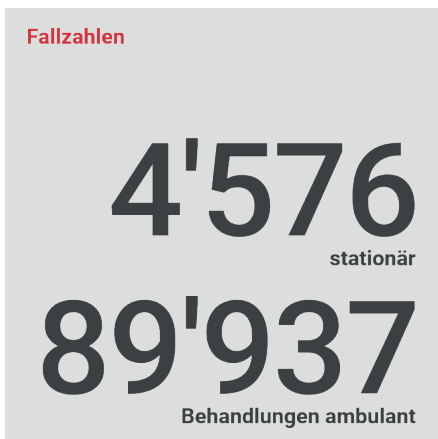 Fallzahlen
4'576
stationär
89'937
Behandlungen ambulant